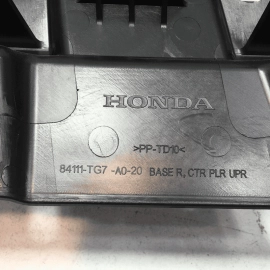 HONDA
>PP-TD10<
84111-TG7 -A0-20 BASE R, CTR PLR UPR